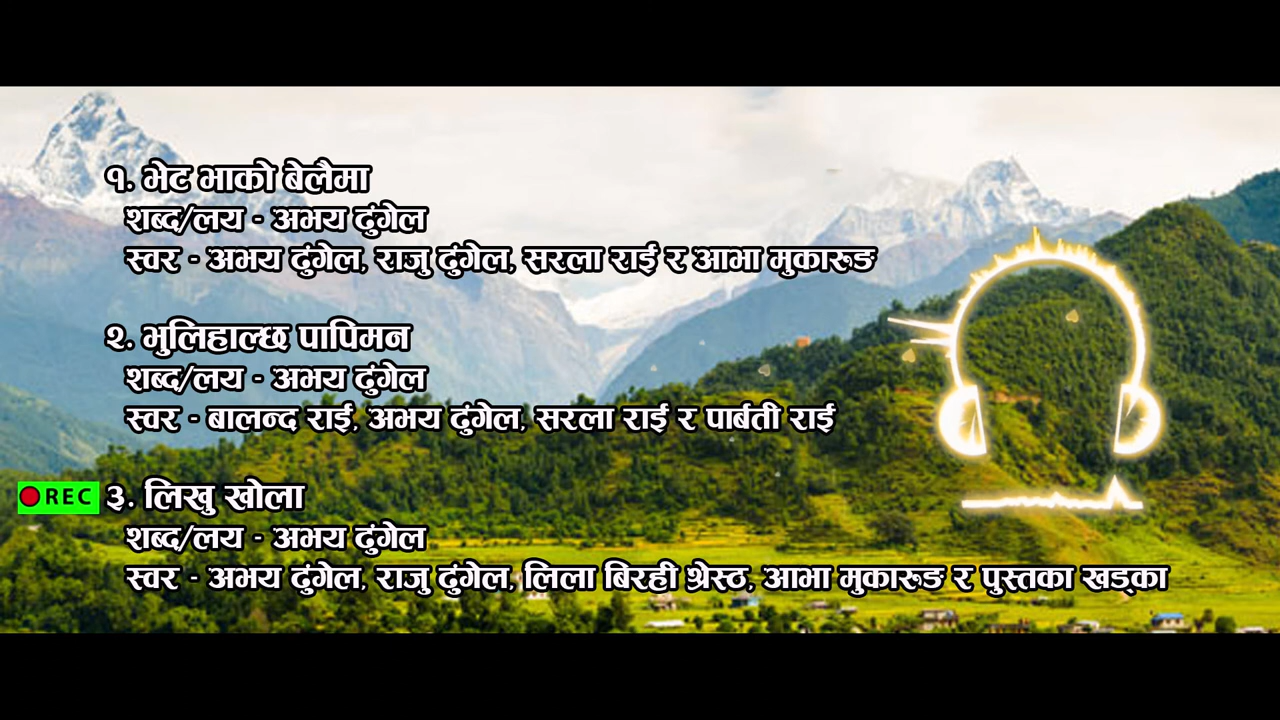 १. भेट भाको बेलैमा
शब्द/लय - अभय ढुंगेल
स्वर - अभय ढुंगेल, राजु ढुंगेल, सरला राई र आभा मुकारुङ
२. भुलिहाल्छ पापिमन
शब्द/लय - अभय ढुंगेल
स्वर - बालन्द राई, अभय ढुंगेल, सरला राई र पार्बती राई
REC ३. लिखु खोला
शब्द/लय - अभय ढुंगेल
स्वर - अभय ढुंगेल, राजु ढुंगेल, लिला बिरही श्रेस्ठ, आभा मुकारुङ र पुस्तका खड्का